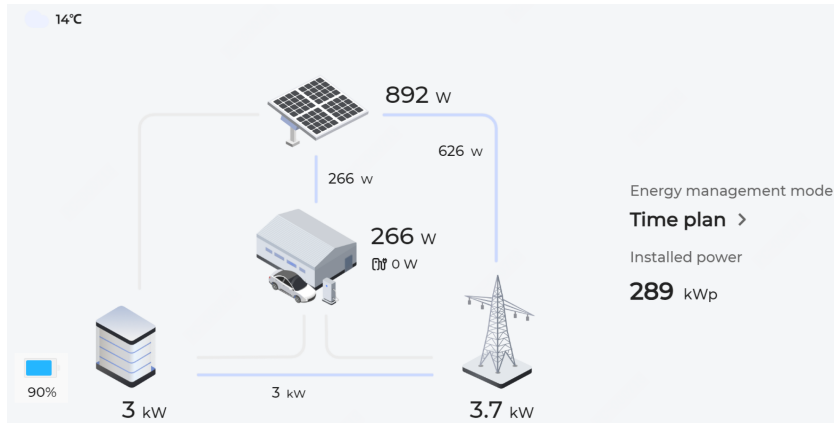 14℃
892 W
626 W
266 W
266 W
0 W
Energy management mode
Time plan
Installed power
289 kWp
90%
3 kW
3 kW
3.7 kW